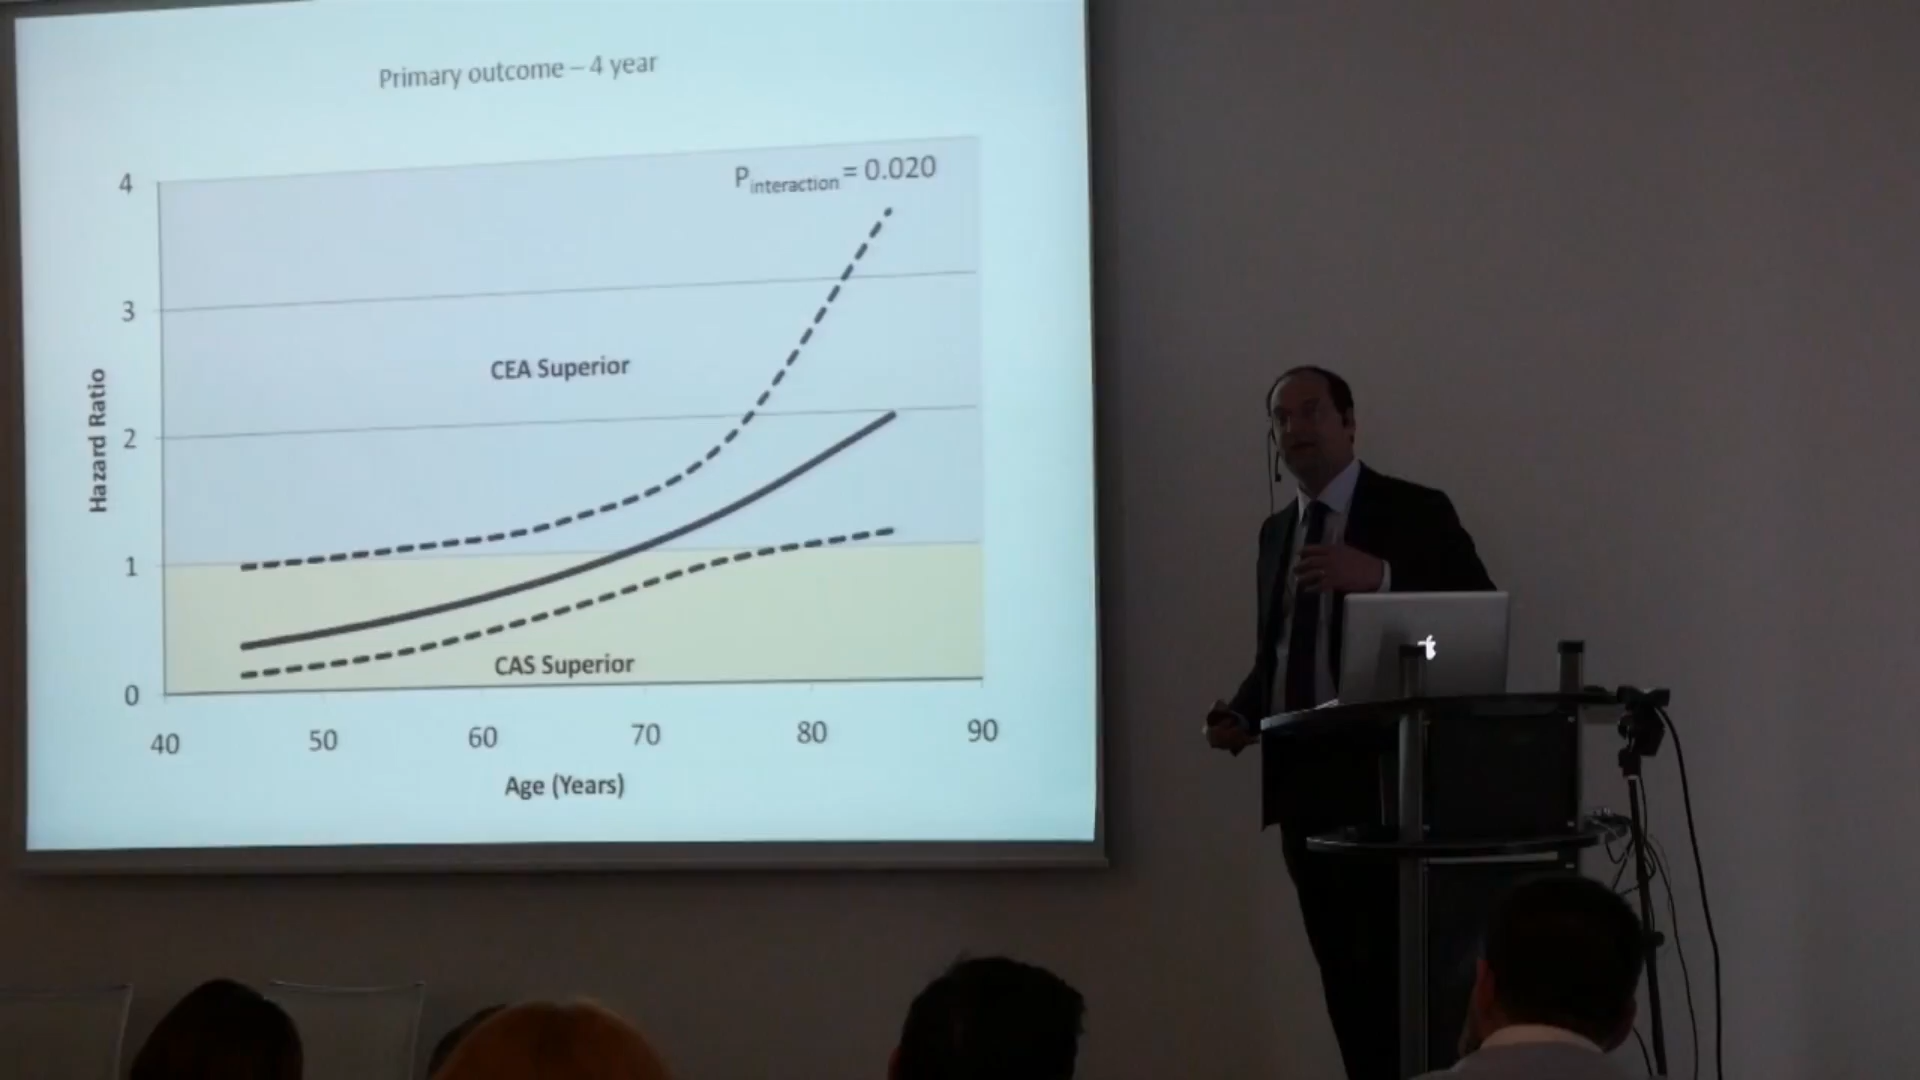 Primary outcome – 4 year
P interaction = 0.020
4
3
2
1
0
Hazard Ratio
CEA Superior
CAS Superior
40 50 60 70 80 90
Age (Years)